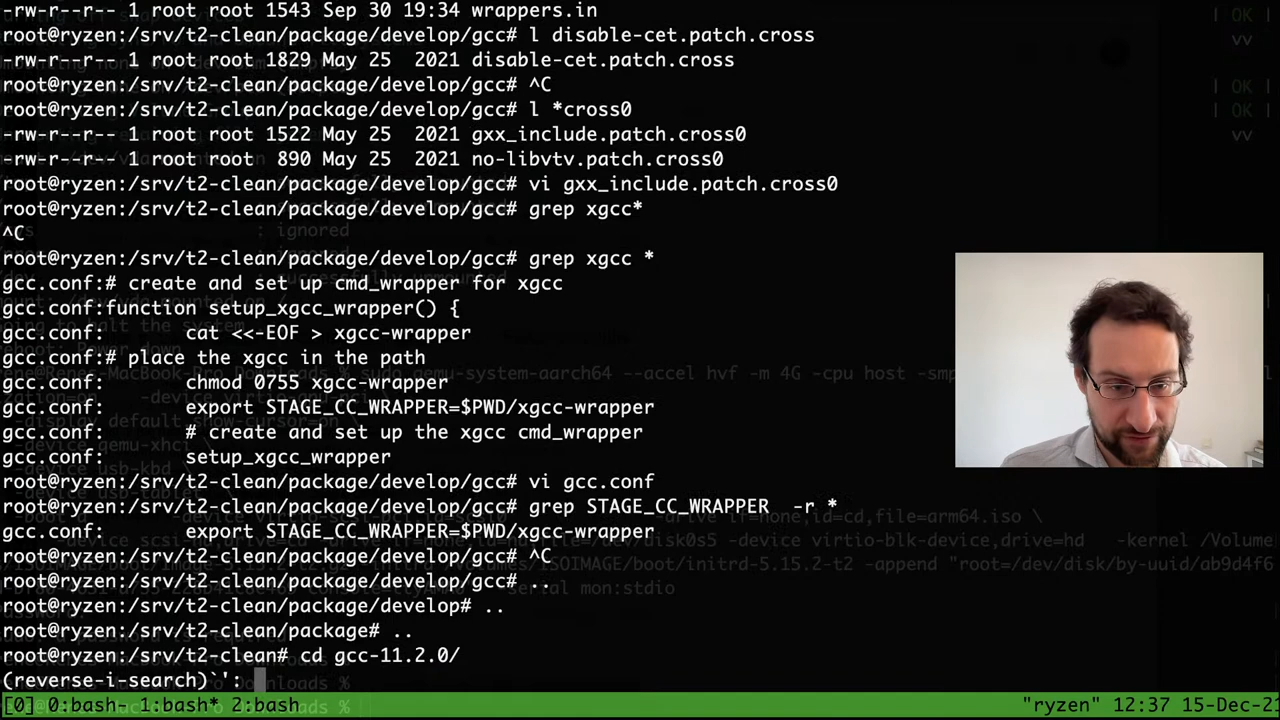 -rw-r--r-- 1 root root 1543 Sep 30 19:34 wrappers.in
root@ryzen:/srv/t2-clean/package/develop/gcc# l disable-cet.patch.cross
-rw-r--r-- 1 root root 1829 May 25  2021 disable-cet.patch.cross
root@ryzen:/srv/t2-clean/package/develop/gcc# ^C
root@ryzen:/srv/t2-clean/package/develop/gcc# l *cross0
-rw-r--r-- 1 root root 1522 May 25  2021 gxx_include.patch.cross0
-rw-r--r-- 1 root root  890 May 25  2021 no-libvtv.patch.cross0
root@ryzen:/srv/t2-clean/package/develop/gcc# vi gxx_include.patch.cross0
root@ryzen:/srv/t2-clean/package/develop/gcc# grep xgcc*
^C
: ignored
root@ryzen:/srv/t2-clean/package/develop/gcc# grep xgcc *
gcc.conf:# create and set up cmd_wrapper for xgcc
gcc.conf:function setup_xgcc_wrapper() {
gcc.conf:       cat <<-EOF > xgcc-wrapper
gcc.conf:# place the xgcc in the path
gcc.conf:       chmod 0755 xgcc-wrapper
gcc.conf:       export STAGE_CC_WRAPPER=$PWD/xgcc-wrapper
gcc.conf:       # create and set up the xgcc cmd_wrapper
gcc.conf:       setup_xgcc_wrapper
root@ryzen:/srv/t2-clean/package/develop/gcc# vi gcc.conf
root@ryzen:/srv/t2-clean/package/develop/gcc# grep STAGE_CC_WRAPPER  -r *
gcc.conf:       export STAGE_CC_WRAPPER=$PWD/xgcc-wrapper
root@ryzen:/srv/t2-clean/package/develop/gcc# ^C
root@ryzen:/srv/t2-clean/package/develop/gcc# ..
root@ryzen:/srv/t2-clean/package/develop# ..
root@ryzen:/srv/t2-clean/package# ..
root@ryzen:/srv/t2-clean# cd gcc-11.2.0/
(reverse-i-search)`':
[0] 0:bash- 1:bash* 2:bash "ryzen" 12:37 15-Dec-21
| OK |
vv
| OK |
| OK |
vv